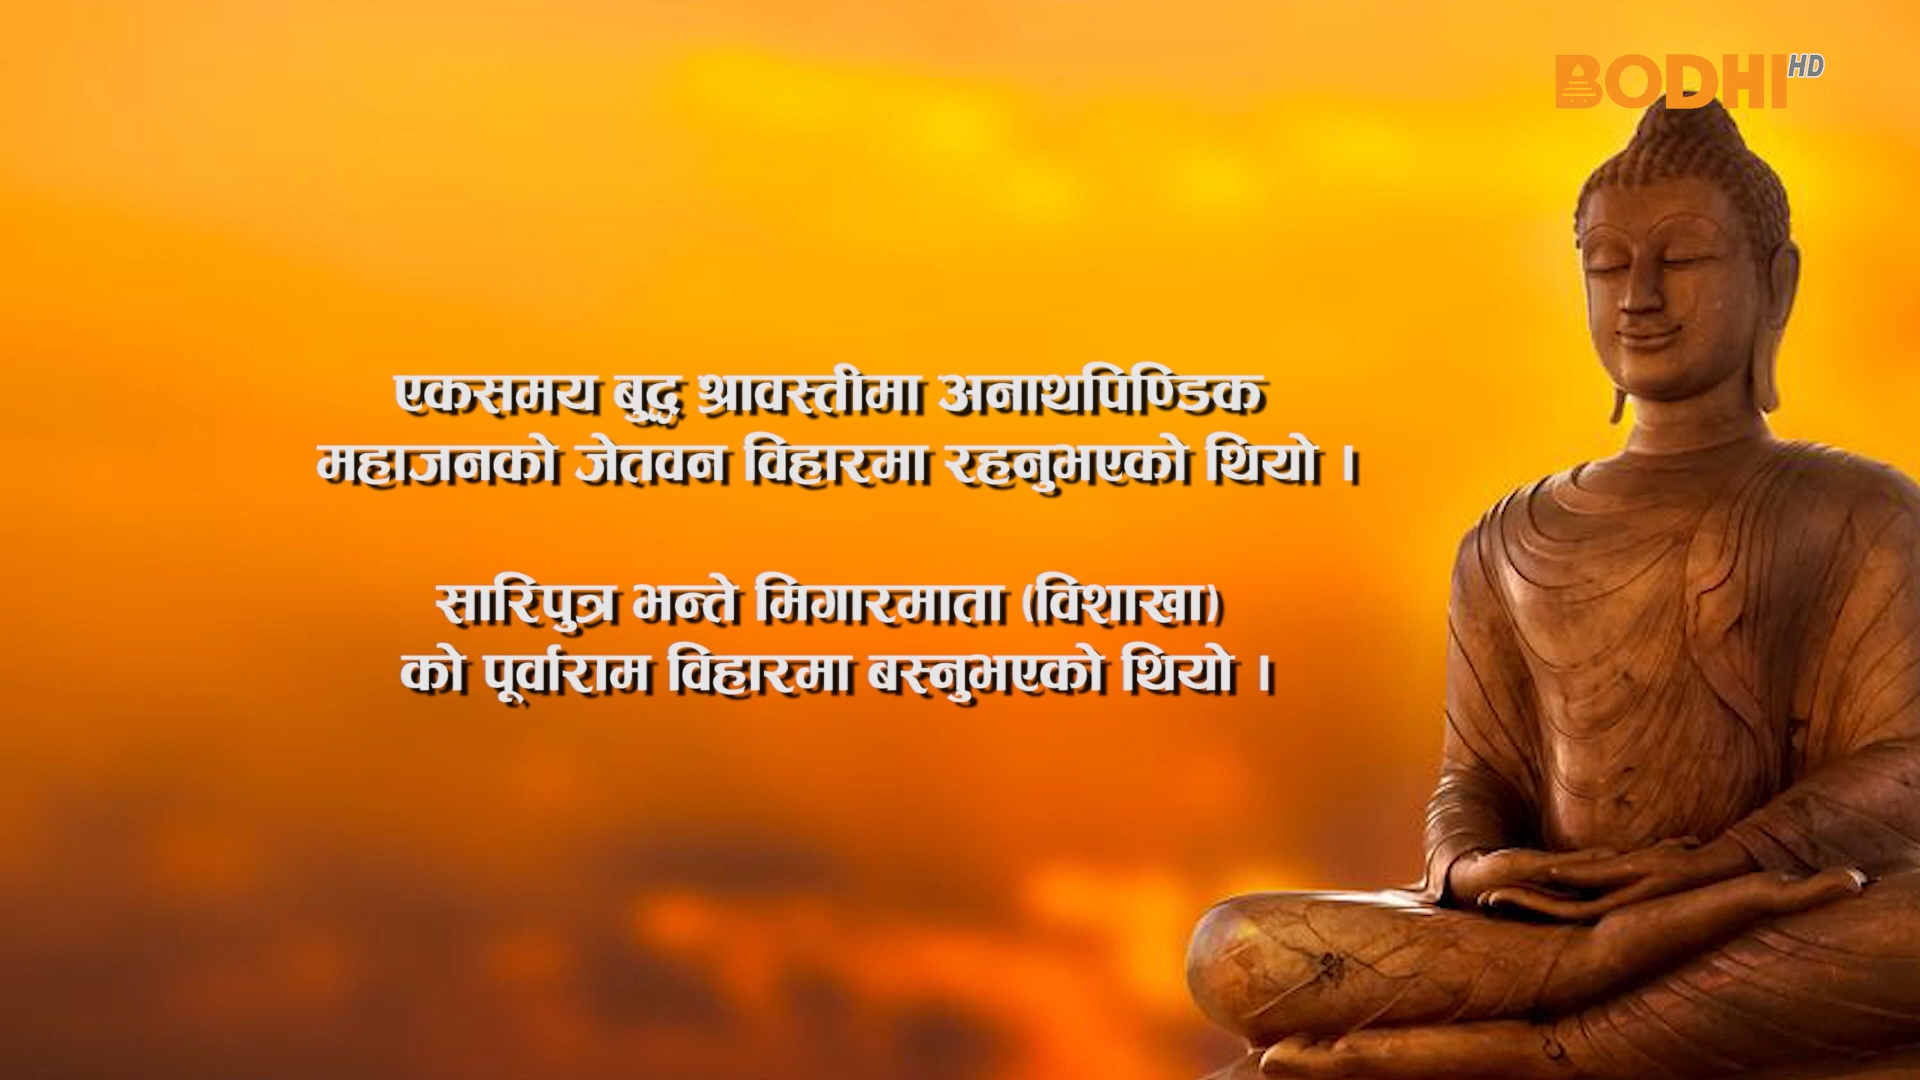 BODHI HD
एकसमय बुद्ध श्रावस्तीमा अनाथपिण्डिक
महाजनको जेतवन विहारमा रहनुभएको थियो ।
सारिपुत्र भन्ते मिगारमाता (विशाखा)
को पूर्वाराम विहारमा बस्नुभएको थियो ।